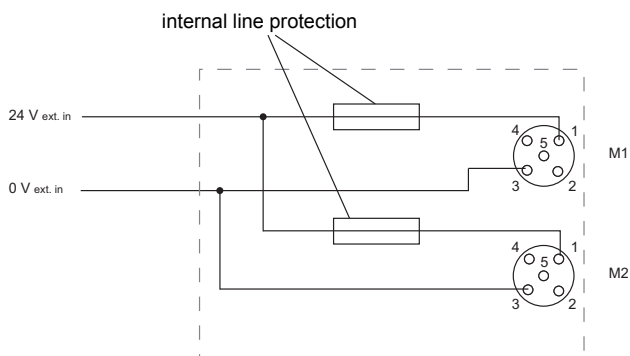 internal line protection
24 V ext. in
4
1
5
M1
3
2
0 V ext. in
4
1
5
M2
3
2